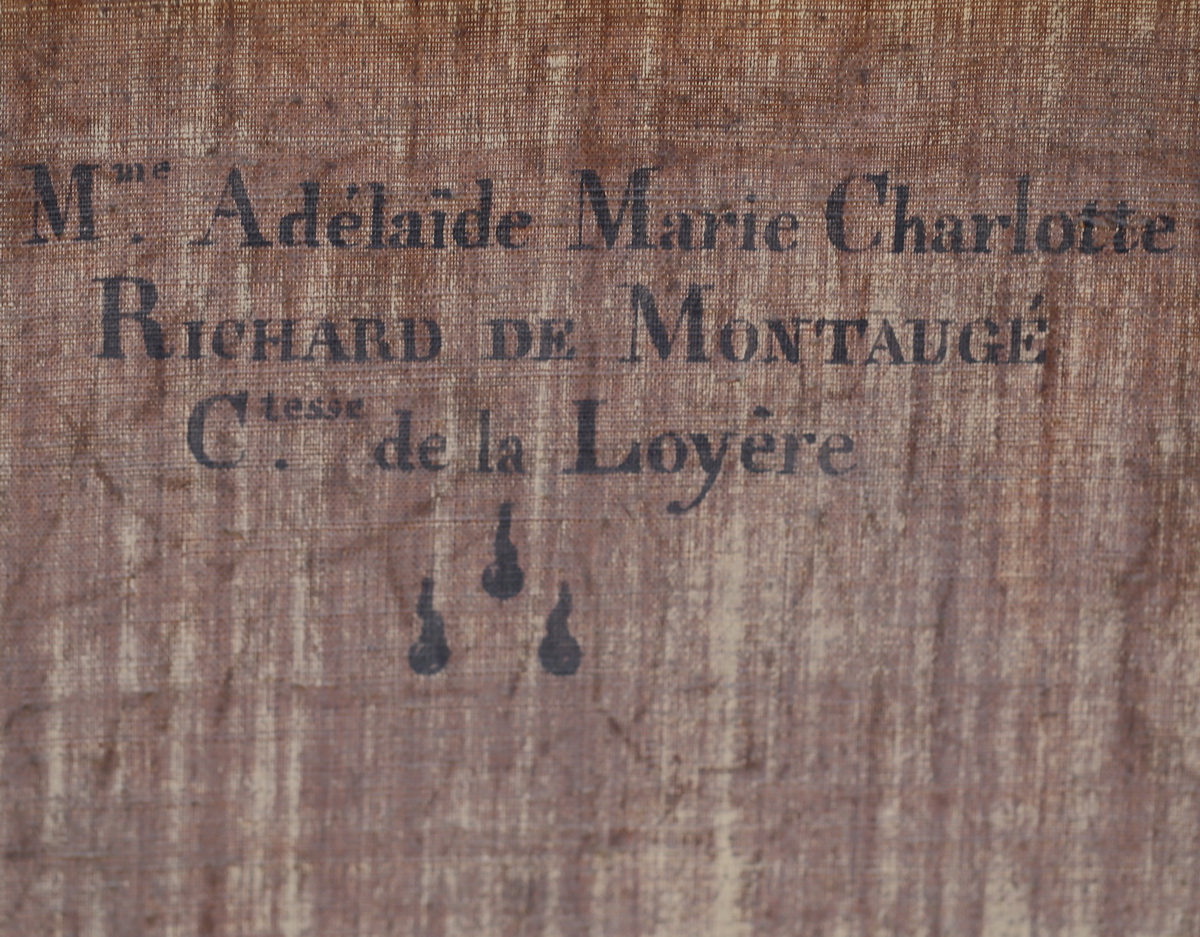 Mme. Adélaïde Marie Charlotte
RICHARD DE MONTAUGÉ
Ctesse. de la Loyère